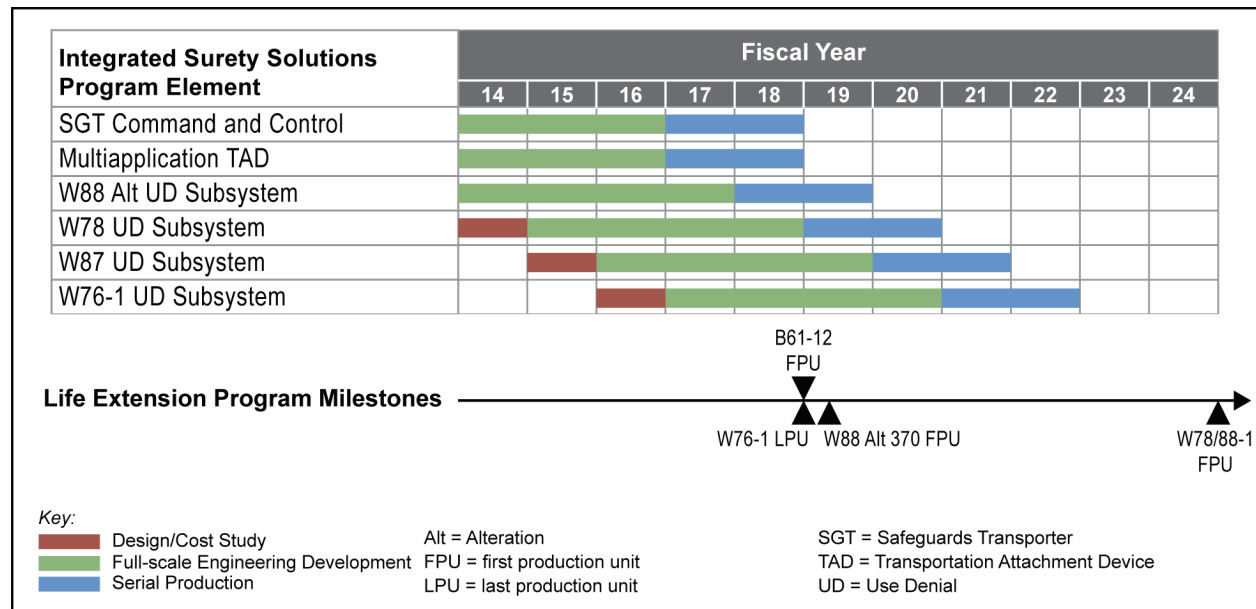 Integrated Surety Solutions
Program Element
Fiscal Year
14 15 16 17 18 19 20 21 22 23 24
SGT Command and Control
Multiapplication TAD
W88 Alt UD Subsystem
W78 UD Subsystem
W87 UD Subsystem
W76-1 UD Subsystem
B61-12
FPU
Life Extension Program Milestones
W76-1 LPU
W88 Alt 370 FPU
W78/88-1
FPU
Key:
Design/Cost Study
Full-scale Engineering Development
Serial Production
Alt = Alteration
FPU = first production unit
LPU = last production unit
SGT = Safeguards Transporter
TAD = Transportation Attachment Device
UD = Use Denial